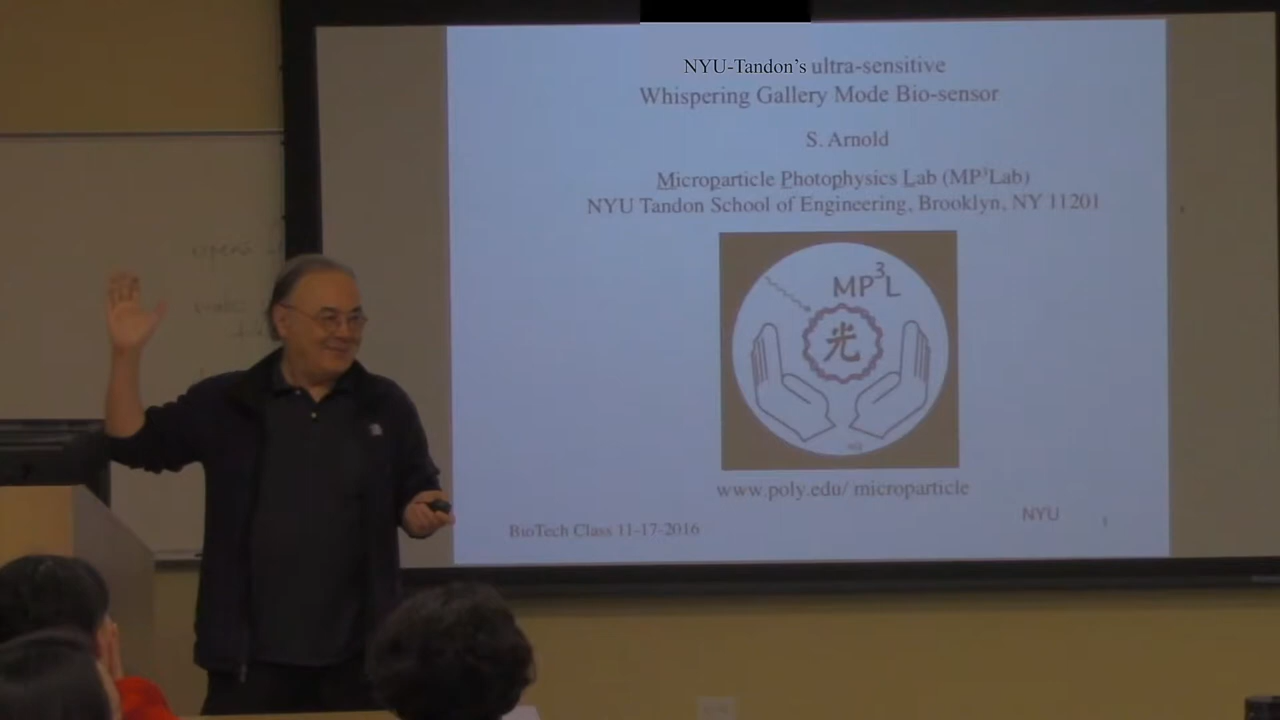 NYU-Tandon's ultra-sensitive
Whispering Gallery Mode Bio-sensor
S. Arnold
Microparticle Photophysics Lab (MP³Lab)
NYU Tandon School of Engineering, Brooklyn, NY 11201
MP³L
光
www.poly.edu/ microparticle
NYU
1
BioTech Class 11-17-2016